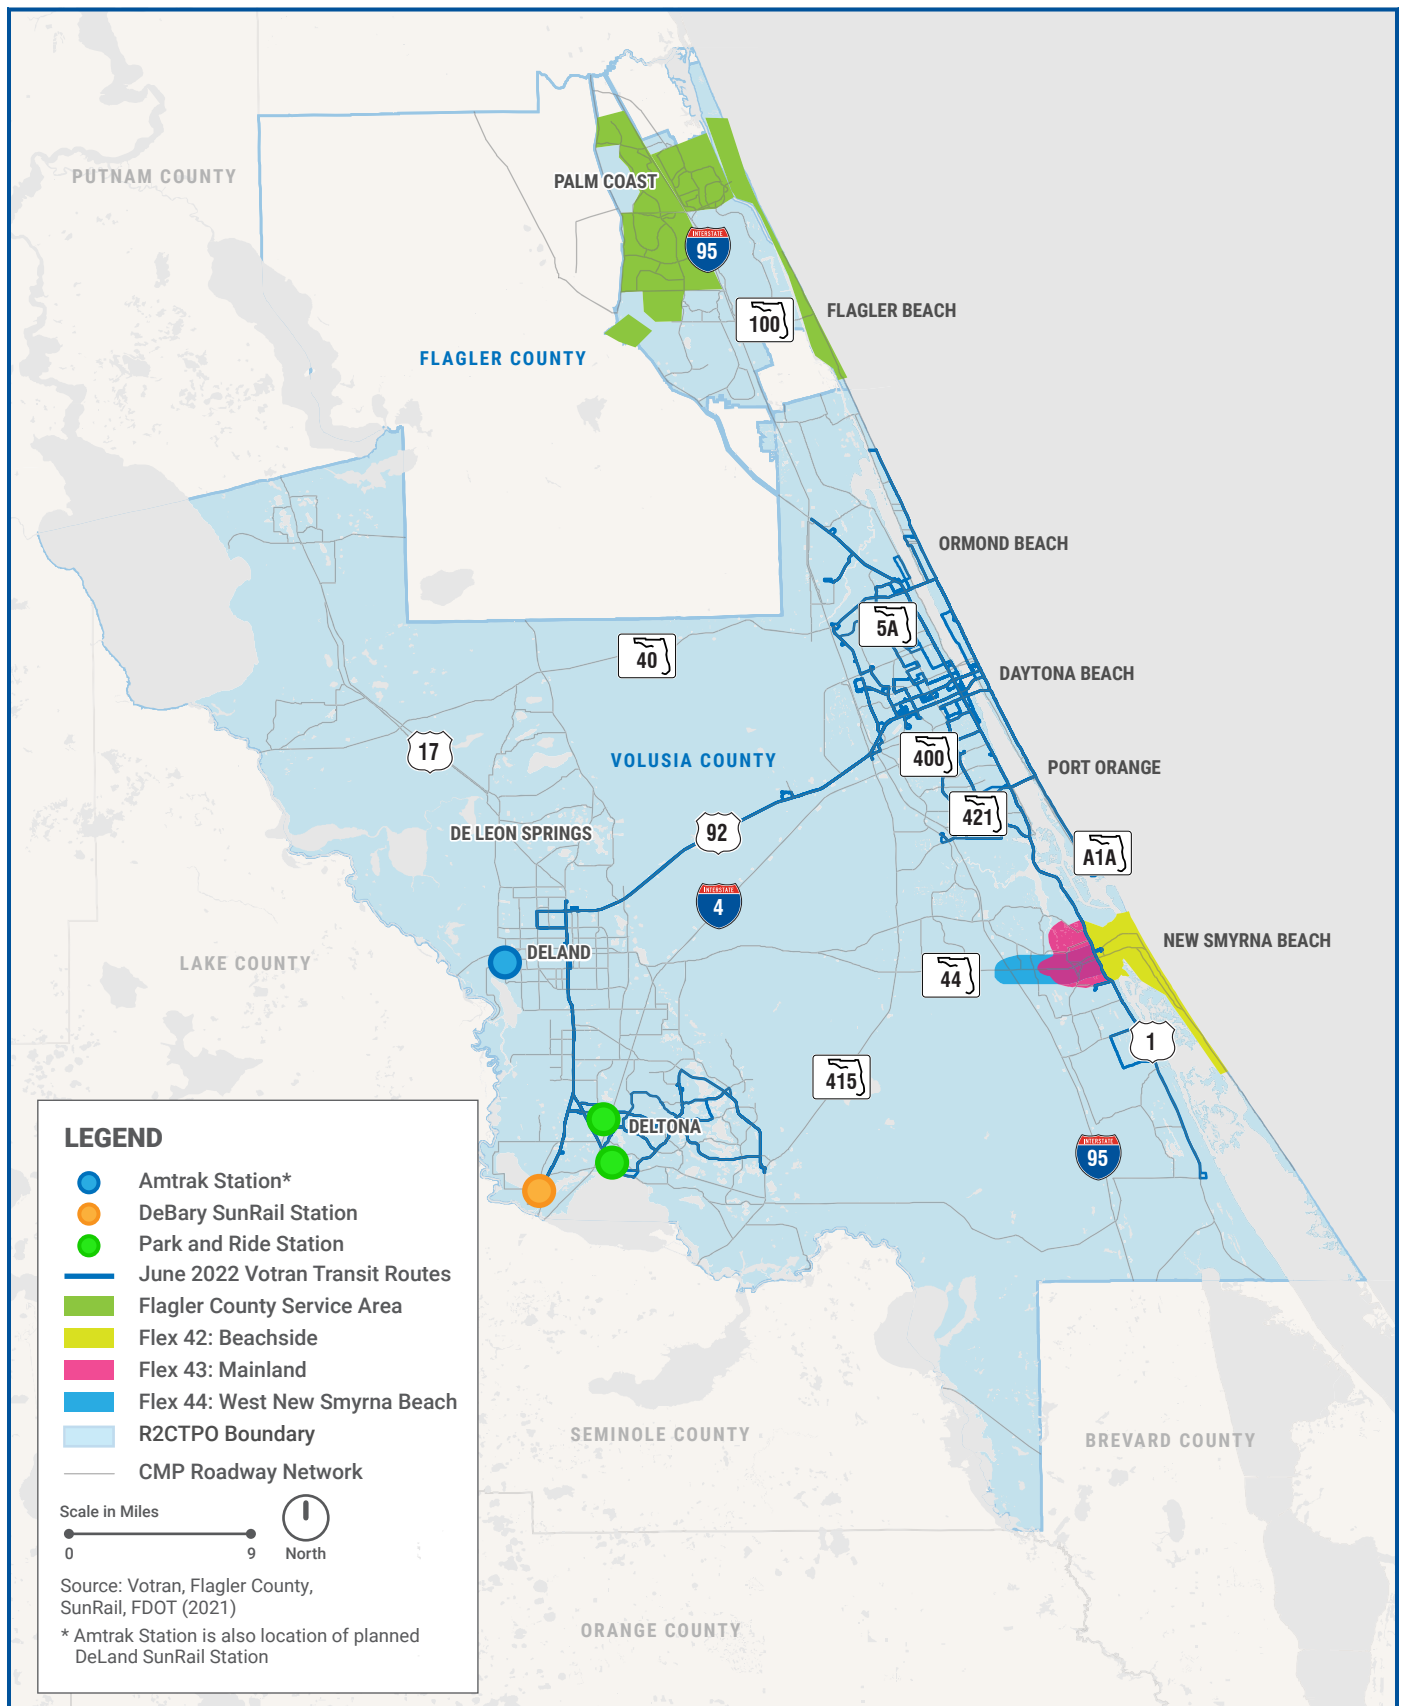 PUTNAM COUNTY
PALM COAST
INTERSTATE
95
100
FLAGLER BEACH
FLAGLER COUNTY
ORMOND BEACH
5A
40
DAYTONA BEACH
17
VOLUSIA COUNTY
400
PORT ORANGE
421
DE LEON SPRINGS
92
A1A
INTERSTATE
4
NEW SMYRNA BEACH
DELAND
LAKE COUNTY
44
1
415
DELTONA
INTERSTATE
95
LEGEND
Amtrak Station*
DeBary SunRail Station
Park and Ride Station
June 2022 Votran Transit Routes
Flagler County Service Area
Flex 42: Beachside
Flex 43: Mainland
Flex 44: West New Smyrna Beach
R2CTPO Boundary
CMP Roadway Network
Scale in Miles
0 9
North
Source: Votran, Flagler County,
SunRail, FDOT (2021)
* Amtrak Station is also location of planned
DeLand SunRail Station
SEMINOLE COUNTY
BREVARD COUNTY
ORANGE COUNTY